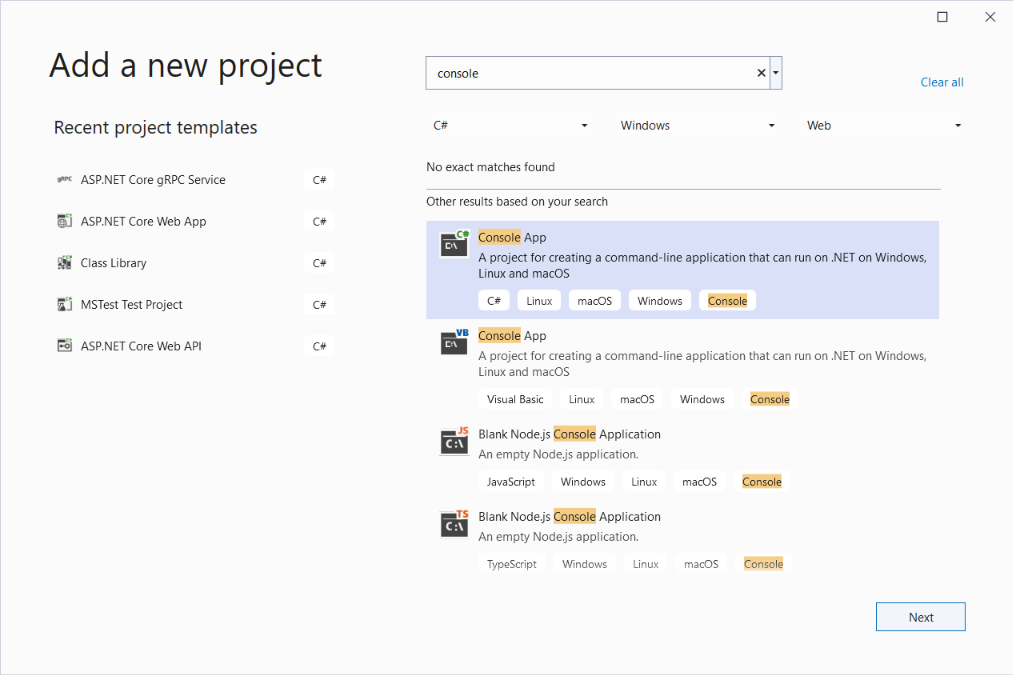 Add a new project
console
Clear all
Recent project templates
C#
Windows
Web
gRPC ASP.NET Core gRPC Service C#
ASP.NET Core Web App C#
Class Library C#
MSTest Test Project C#
ASP.NET Core Web API C#
No exact matches found
Other results based on your search
C#
Console App
A project for creating a command-line application that can run on .NET on Windows,
Linux and macOS
C# Linux macOS Windows Console
VB
Console App
A project for creating a command-line application that can run on .NET on Windows,
Linux and macOS
Visual Basic Linux macOS Windows Console
JS
C:\
Blank Node.js Console Application
An empty Node.js application.
JavaScript Windows Linux macOS Console
TS
C:\
Blank Node.js Console Application
An empty Node.js application.
TypeScript Windows Linux macOS Console
Next